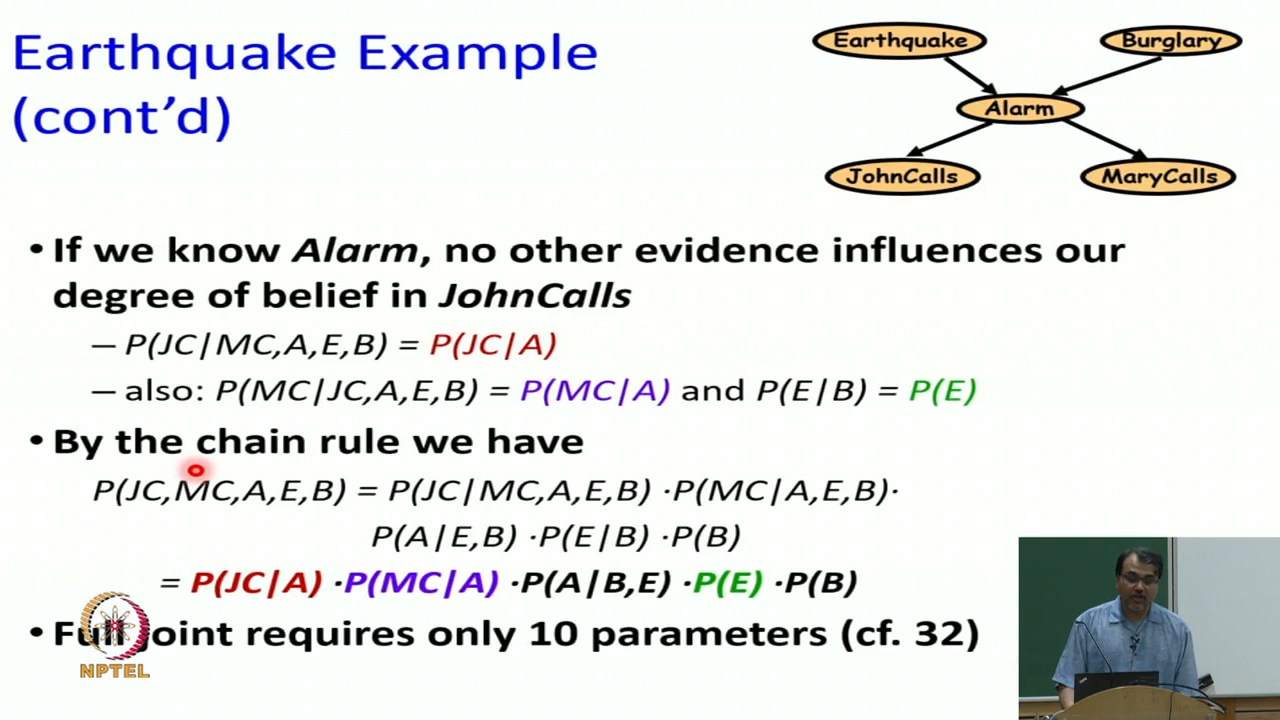 Earthquake Example
(cont'd)
Earthquake
Burglary
Alarm
JohnCalls
MaryCalls
• If we know Alarm, no other evidence influences our
degree of belief in JohnCalls
– P(JC|MC,A,E,B) = P(JC|A)
– also: P(MC|JC,A,E,B) = P(MC|A) and P(E|B) = P(E)
• By the chain rule we have
P(JC,MC,A,E,B) = P(JC|MC,A,E,B) ·P(MC|A,E,B)·
P(A|E,B) ·P(E|B) ·P(B)
= P(JC|A) ·P(MC|A) ·P(A|B,E) ·P(E) ·P(B)
• Full joint requires only 10 parameters (cf. 32)
NPTEL